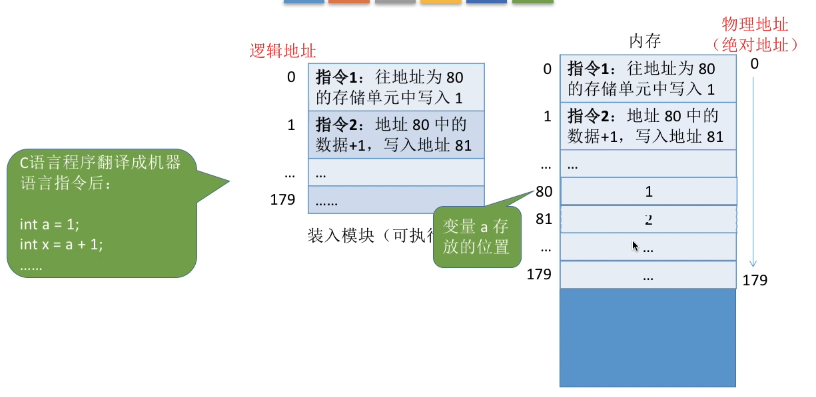 物理地址
(绝对地址)
内存
逻辑地址
0
指令1：往地址为 80
的存储单元中写入 1
1
指令2：地址 80 中的
数据+1，写入地址 81
...
...
179
......
装入模块（可执行
C语言程序翻译成机器
语言指令后：
int a = 1;
int x = a + 1;
......
变量 a 存
放的位置
0
指令1：往地址为 80
的存储单元中写入 1
0
1
指令2：地址 80 中的
数据+1，写入地址 81
...
...
80
1
81
2
...
...
179
...
179